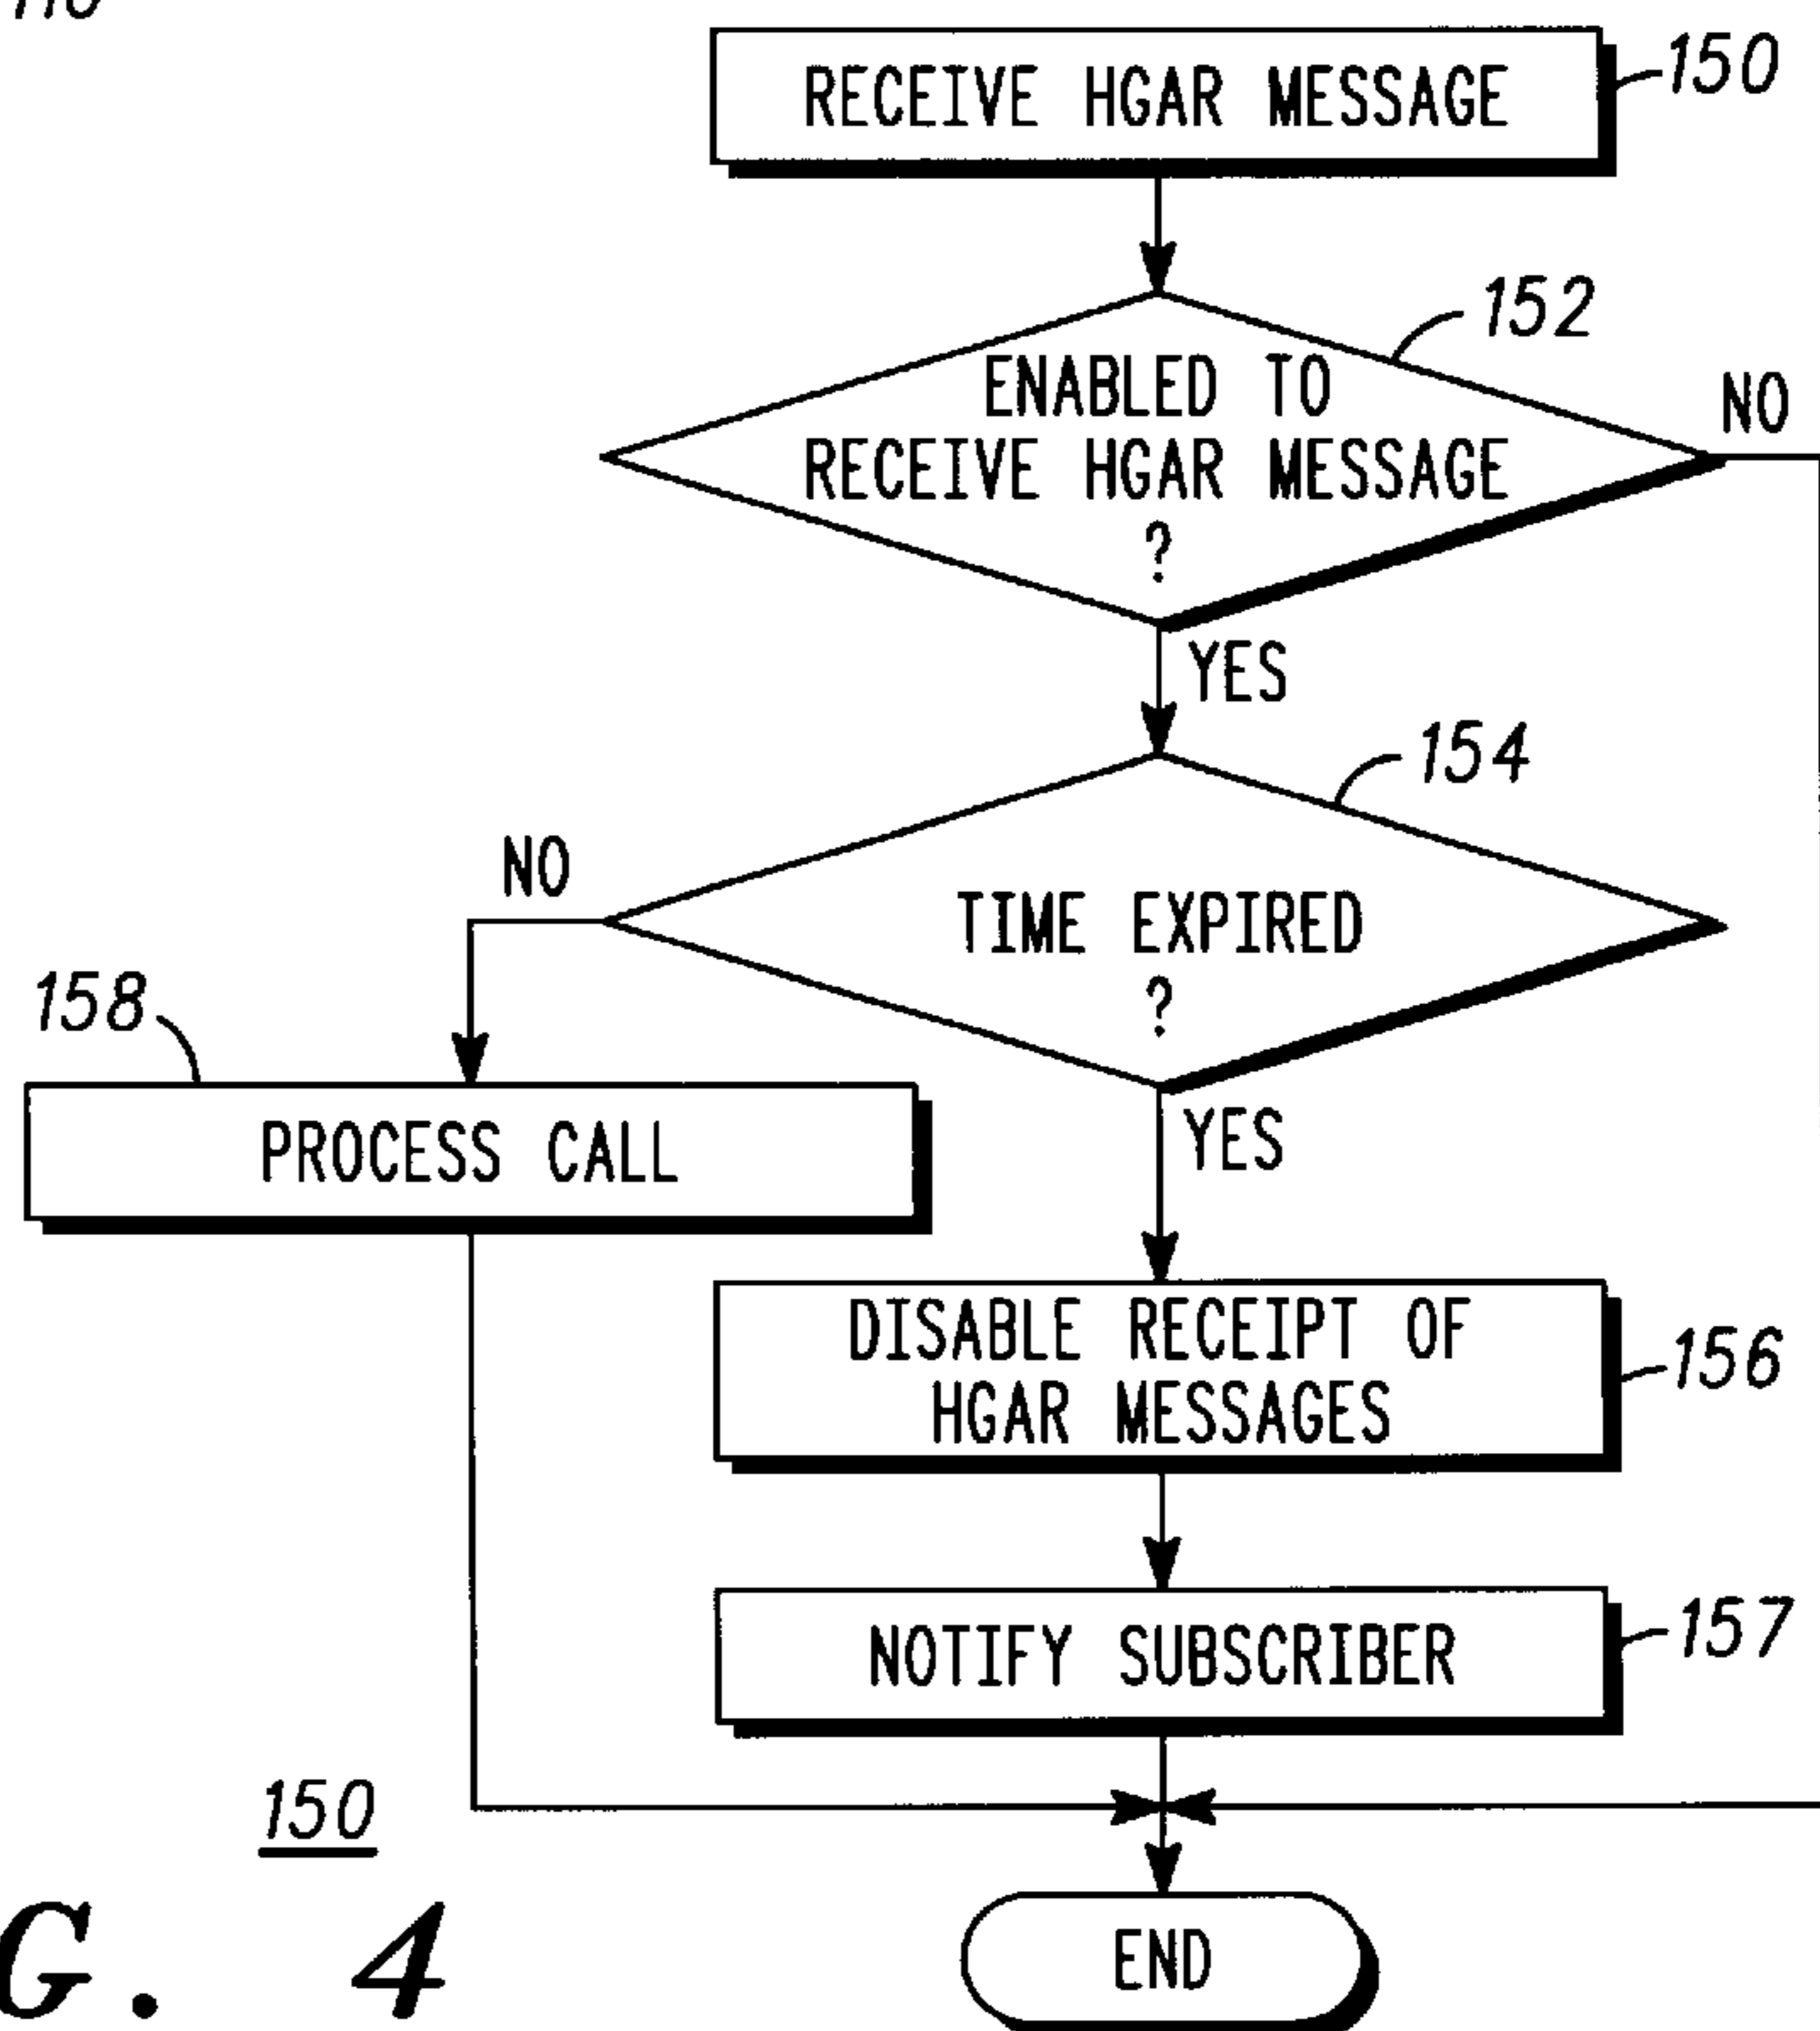 RECEIVE HGAR MESSAGE
150
152
ENABLED TO
RECEIVE HGAR MESSAGE
?
NO
YES
154
NO
TIME EXPIRED
?
158
YES
PROCESS CALL
DISABLE RECEIPT OF
HGAR MESSAGES
156
NOTIFY SUBSCRIBER
157
150
G. 4
END